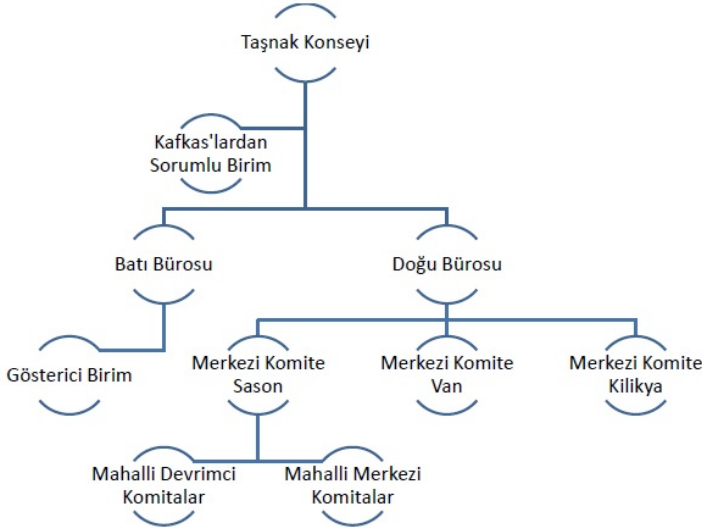 Taşnak Konseyi
Kafkas'lardan
Sorumlu Birim
Batı Bürosu
Doğu Bürosu
Gösterici Birim
Merkezi Komite
Sason
Merkezi Komite
Van
Merkezi Komite
Kilikya
Mahalli Devrimci
Komitalar
Mahalli Merkezi
Komitalar